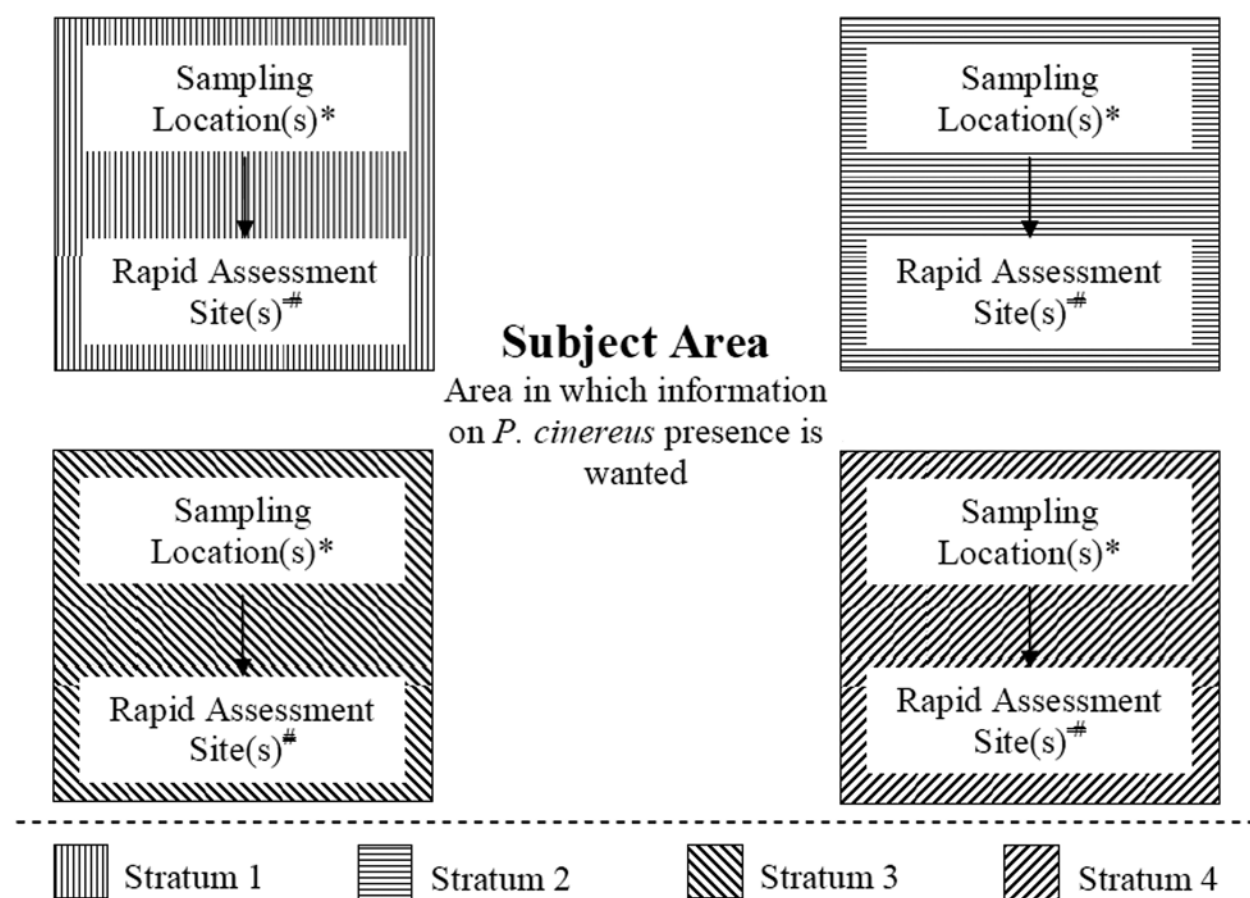 Sampling
Location(s)*
Rapid Assessment
Site(s)#
Sampling
Location(s)*
Rapid Assessment
Site(s)#
Subject Area
Area in which information
on P. cinereus presence is
wanted
Sampling
Location(s)*
Rapid Assessment
Site(s)#
Sampling
Location(s)*
Rapid Assessment
Site(s)#
Stratum 1
Stratum 2
Stratum 3
Stratum 4